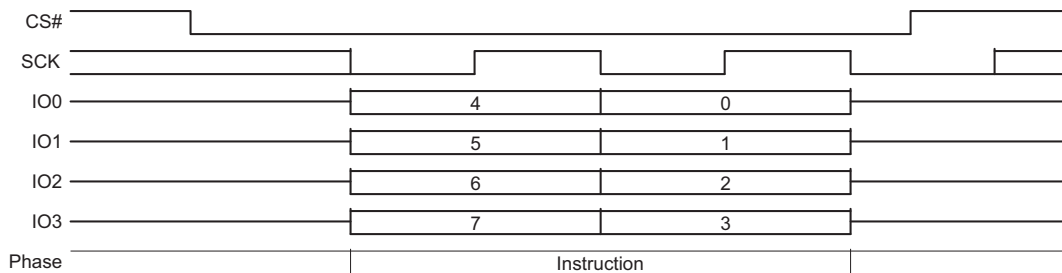 CS#
SCK
IO0 4 0
IO1 5 1
IO2 6 2
IO3 7 3
Phase Instruction